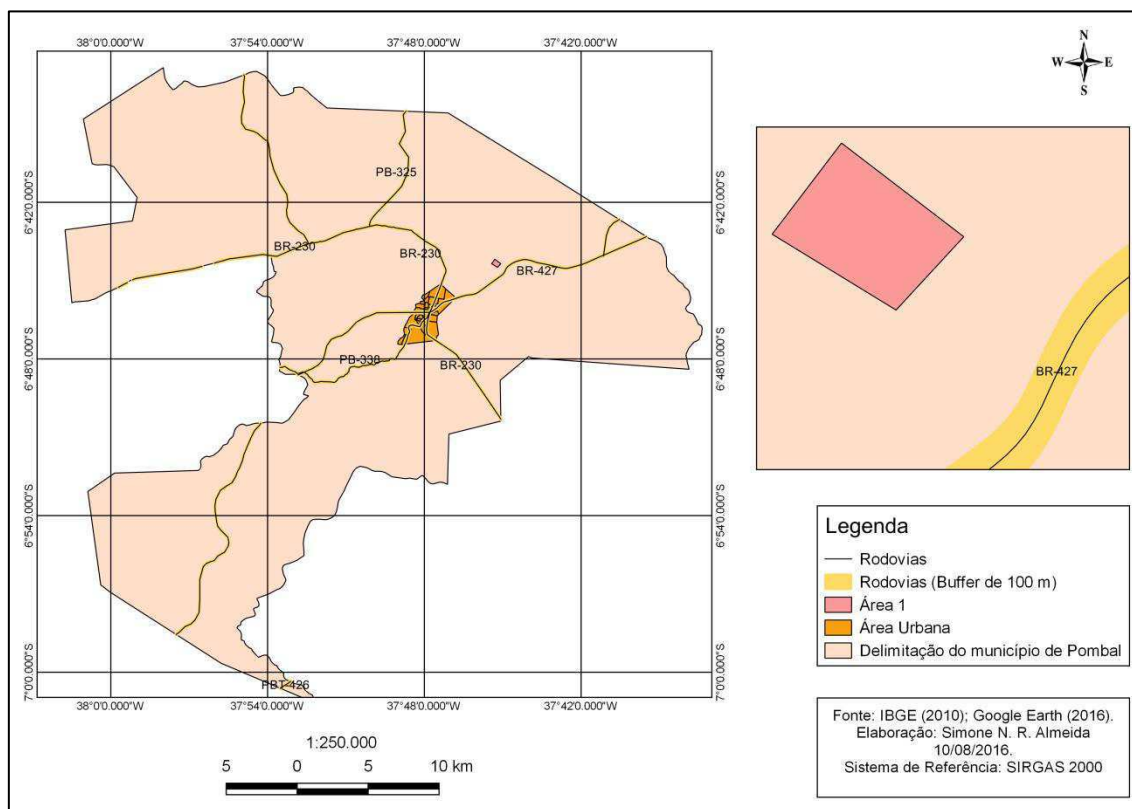 38°0'0.000"W
37°54'0.000"W
37°48'0.000"W
37°42'0.000"W
N
W E
S
6°42'0.000"S
6°42'0.000"S
PB-325
BR-230
BR-230
BR-427
6°48'0.000"S
6°48'0.000"S
PB-338
BR-230
BR-427
6°54'0.000"S
6°54'0.000"S
7°0'0.000"S
7°0'0.000"S
PBT-426
38°0'0.000"W
37°54'0.000"W
37°48'0.000"W
37°42'0.000"W
Legenda
Rodovias
Rodovias (Buffer de 100 m)
Área 1
Área Urbana
Delimitação do município de Pombal
1:250.000
5 0 5 10 km
Fonte: IBGE (2010); Google Earth (2016).
Elaboração: Simone N. R. Almeida
10/08/2016.
Sistema de Referência: SIRGAS 2000